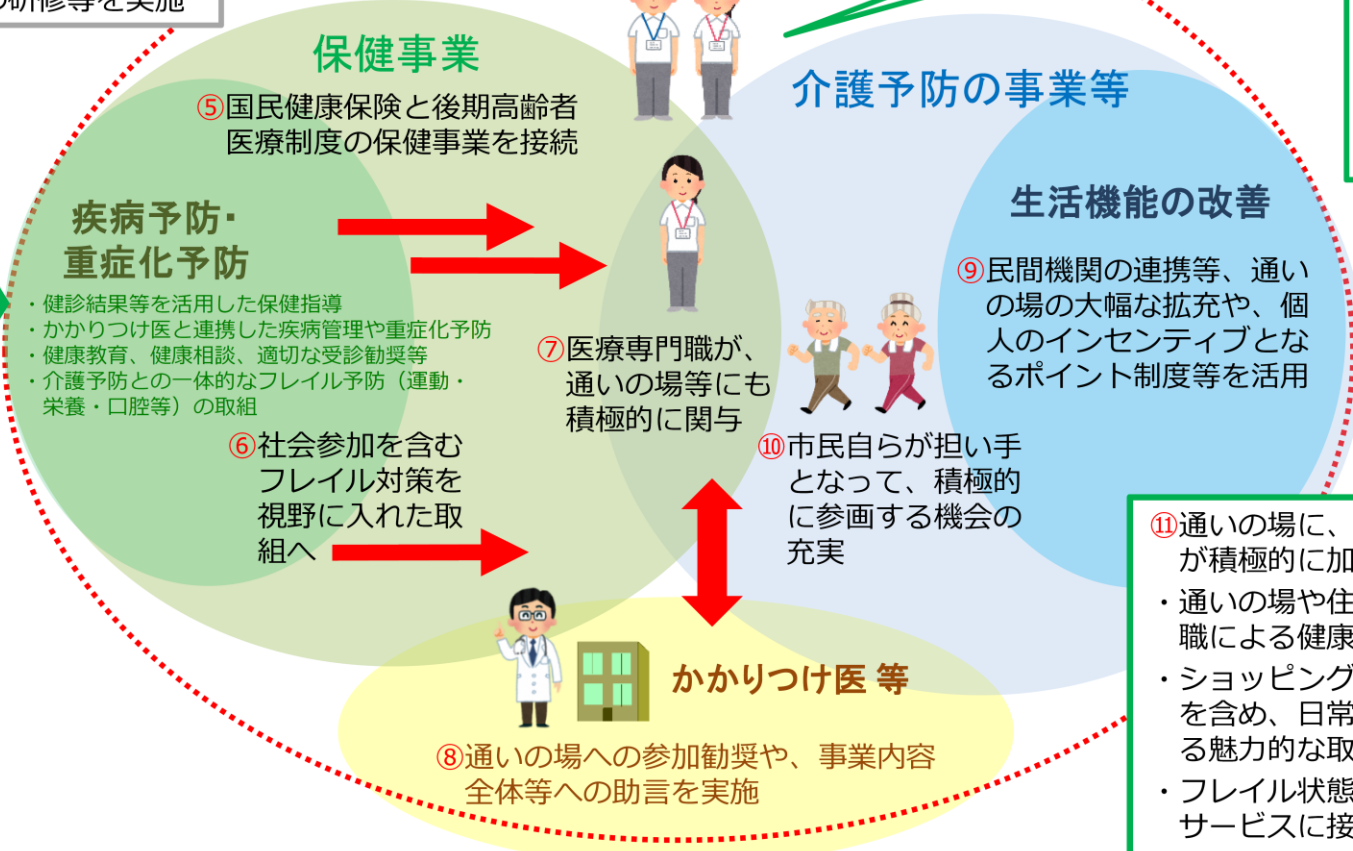 研修等を実施
保健事業
⑤国民健康保険と後期高齢者
医療制度の保健事業を接続
介護予防の事業等
疾病予防・
重症化予防
・健診結果等を活用した保健指導
・かかりつけ医と連携した疾病管理や重症化予防
・健康教育、健康相談、適切な受診勧奨等
・介護予防との一体的なフレイル予防（運動・
栄養・口腔等）の取組
⑥社会参加を含む
フレイル対策を
視野に入れた取
組へ
⑦医療専門職が、
通いの場等にも
積極的に関与
生活機能の改善
⑨民間機関の連携等、通い
の場の大幅な拡充や、個
人のインセンティブとな
るポイント制度等を活用
⑩市民自らが担い手
となって、積極的
に参画する機会の
充実
かかりつけ医 等
⑧通いの場への参加勧奨や、事業内容
全体等への助言を実施
⑪通いの場に、
が積極的に加
・通いの場や住
職による健康
・ショッピング
を含め、日常
る魅力的な取
・フレイル状態
サービスに接